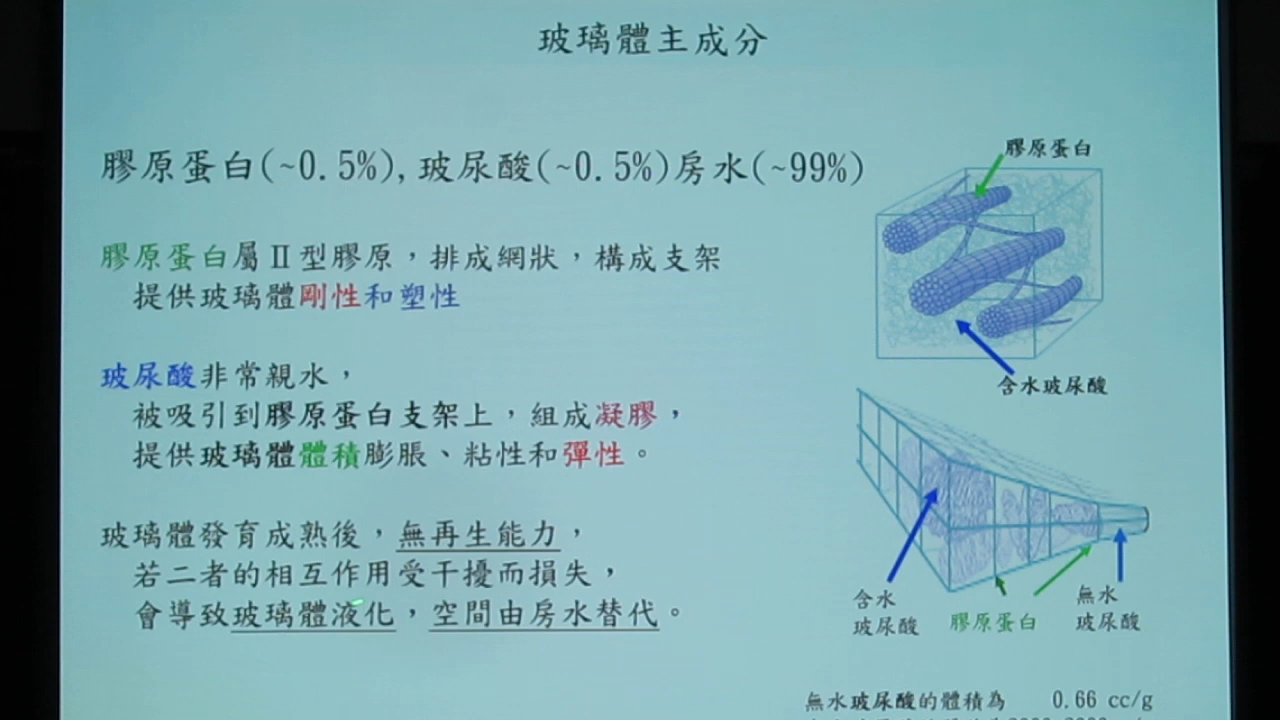 玻璃體主成分
膠原蛋白(~0.5%),玻尿酸(~0.5%)房水(~99%)
膠原蛋白屬Ⅱ型膠原，排成網狀，構成支架
提供玻璃體剛性和塑性
玻尿酸非常親水，
被吸引到膠原蛋白支架上，組成凝膠，
提供玻璃體體積膨脹、粘性和彈性。
玻璃體發育成熟後，無再生能力，
若二者的相互作用受干擾而損失，
會導致玻璃體液化，空間由房水替代。
膠原蛋白
含水玻尿酸
含水
玻尿酸
膠原蛋白
無水
玻尿酸
無水玻尿酸的體積為 0.66 cc/g